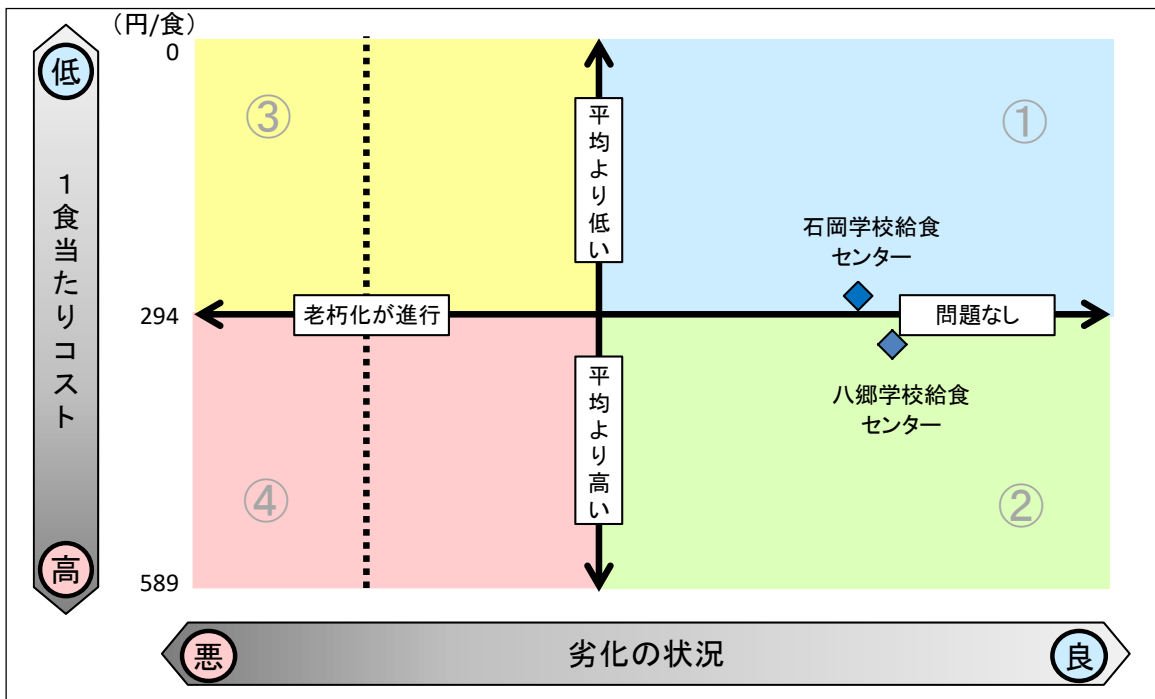 （円/食）
0
低
③
①
平均より低い
1食当たりコスト
石岡学校給食
センター
294
老朽化が進行
問題なし
平均より高い
八郷学校給食
センター
④
②
高
589
悪
劣化の状況
良